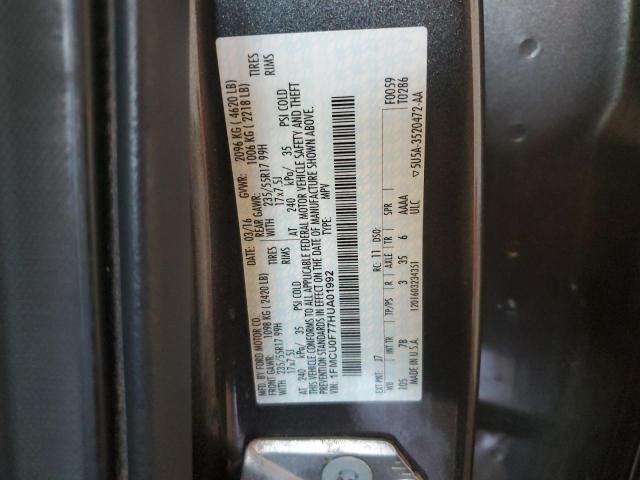 MFD. BY FORD MOTOR CO.
DATE: 03/16 GVWR: 2096 KG ( 4620 LB)
FRONT GAWR: 1098 KG ( 2420 LB) REAR GAWR: 1006 KG ( 2218 LB)
WITH 235/55R17 99H TIRES WITH 235/55R17 99H TIRES
17x7.5J RIMS 17x7.5J RIMS
AT 240 kPa/ 35 PSI COLD AT 240 kPa/ 35 PSI COLD
THIS VEHICLE CONFORMS TO ALL APPLICABLE FEDERAL MOTOR VEHICLE SAFETY AND THEFT
PREVENTION STANDARDS IN EFFECT ON THE DATE OF MANUFACTURE SHOWN ABOVE.
VIN: 1FMCU0F77HUA01992 TYPE: MPV
F0059
T0286
EXT PNT: J7 RC: 11 DSO:
WB INT TR TP/PS R AXLE TR SPR
105 7B 3 35 6 AAAA
ULC
MADE IN U.S.A. 1201603234351
▽5U5A-3520472-AA